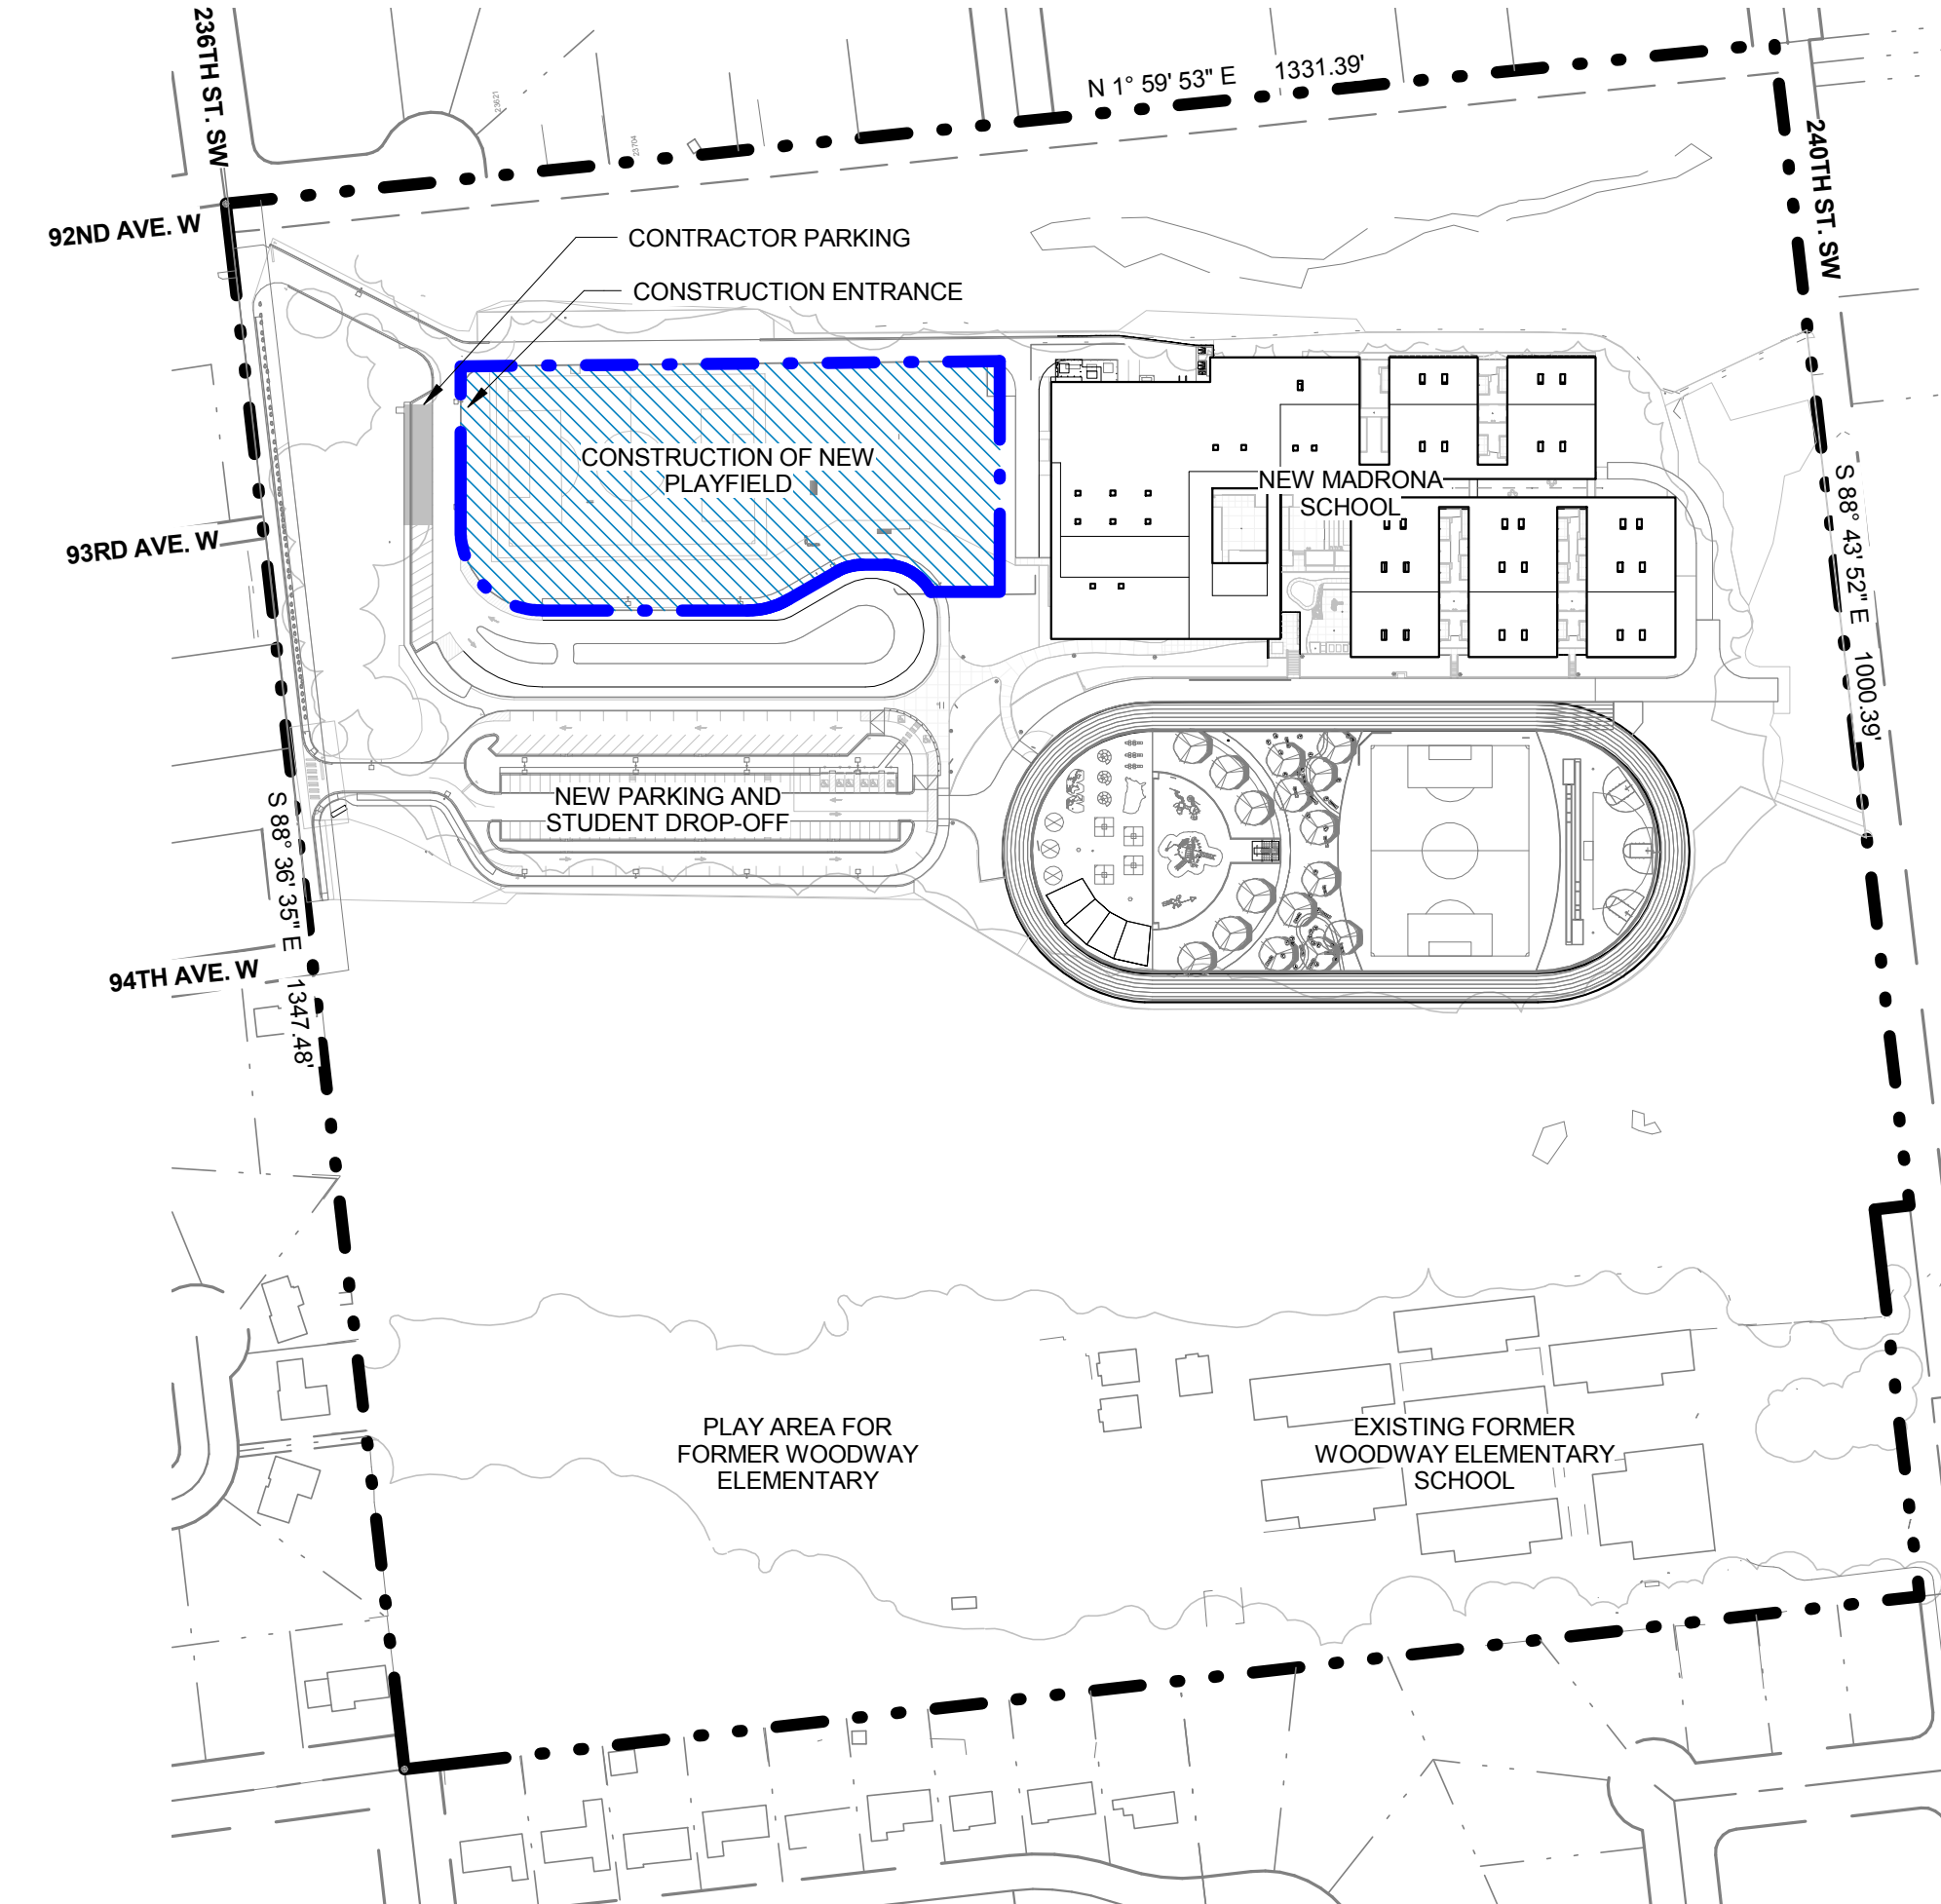 236TH ST. SW
N 1° 59' 53" E 1331.39'
23621
23704
240TH ST. SW
92ND AVE. W
CONTRACTOR PARKING
CONSTRUCTION ENTRANCE
CONSTRUCTION OF NEW
PLAYFIELD
NEW MADRONA
SCHOOL
S 88° 43' 52" E 1000.39'
93RD AVE. W
NEW PARKING AND
STUDENT DROP-OFF
S 88° 36' 35" E 1347.48'
94TH AVE. W
PLAY AREA FOR
FORMER WOODWAY
ELEMENTARY
EXISTING FORMER
WOODWAY ELEMENTARY
SCHOOL